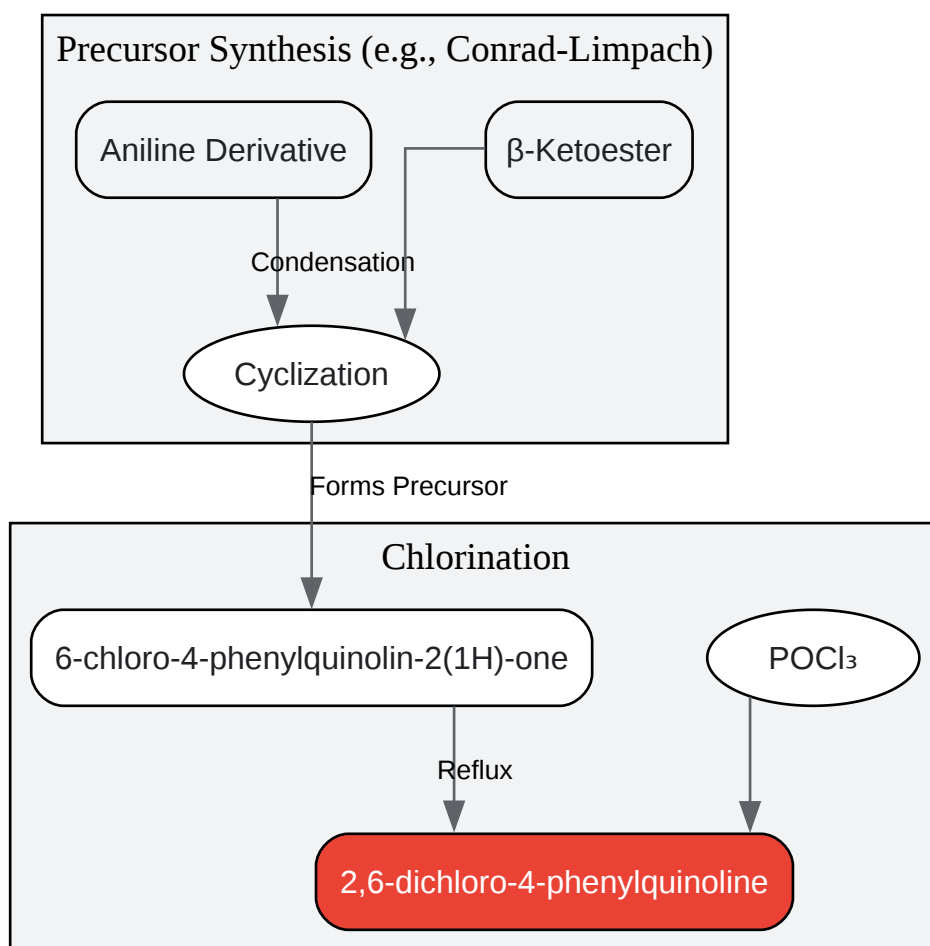 Precursor Synthesis (e.g., Conrad-Limpach)
Aniline Derivative
β-Ketoester
Condensation
Cyclization
Forms Precursor
Chlorination
6-chloro-4-phenylquinolin-2(1H)-one
POCl₃
Reflux
2,6-dichloro-4-phenylquinoline